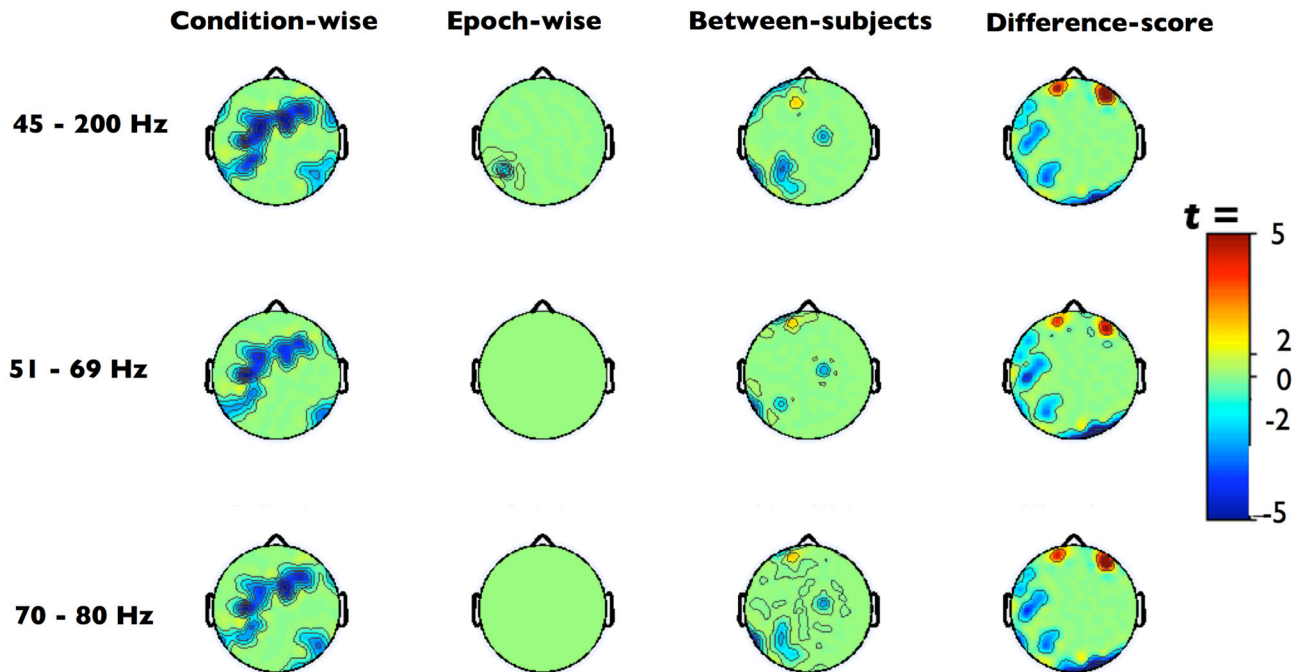 Condition-wise Epoch-wise Between-subjects Difference-score
45 - 200 Hz
t =
5
2
0
-2
-5
51 - 69 Hz
70 - 80 Hz